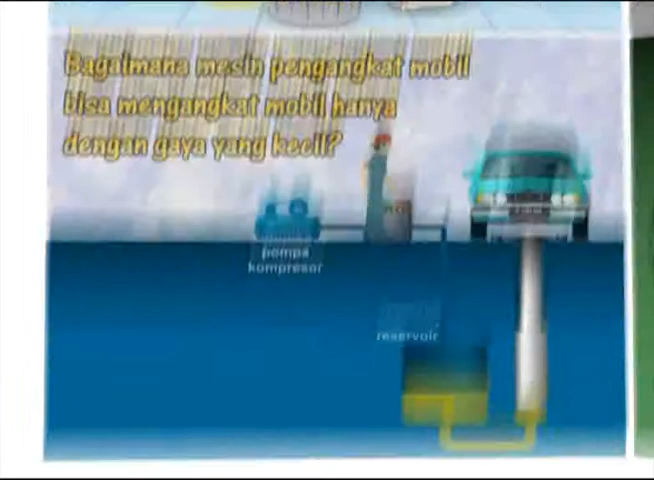 Bagaimana mesin pengangkat mobil
bisa mengangkat mobil hanya
dengan gaya yang kecil?
pompa
kompresor
reservoir